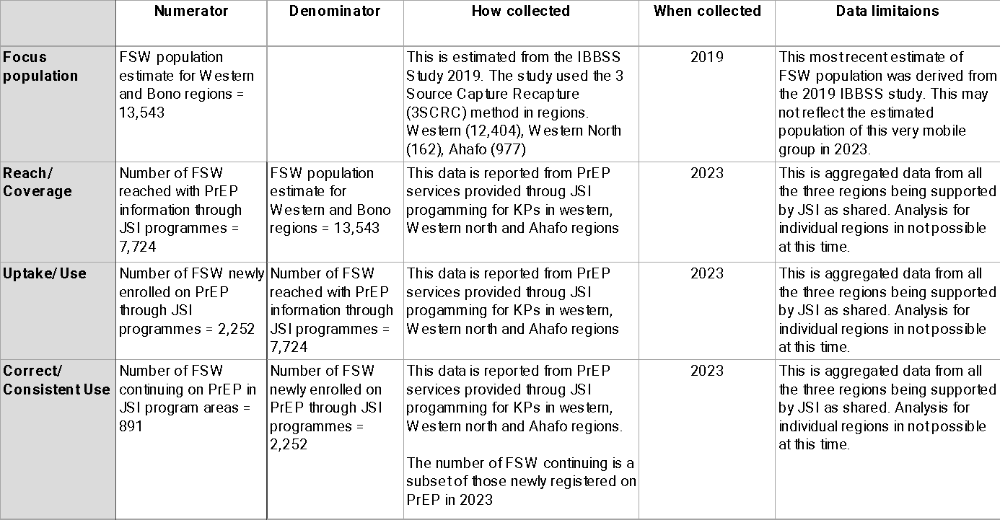 Numerator
Denominator
How collected
When collected
Data limitaions
Focus
population
FSW population
estimate for Western
and Bono regions =
13,543
This is estimated from the IBBSS
Study 2019. The study used the 3
Source Capture Recapture
(3SCRC) method in regions.
Western (12,404), Western North
(162), Ahafo (977)
2019
This most recent estimate of
FSW population was derived from
the 2019 IBBSS study. This may
not reflect the estimated
population of this very mobile
group in 2023.
Reach/
Coverage
Number of FSW
reached with PrEP
information through
JSI programmes =
7,724
FSW population
estimate for
Western and Bono
regions = 13,543
This data is reported from PrEP
services provided throug JSI
progamming for KPs in western,
Western north and Ahafo regions
2023
This is aggregated data from all
the three regions being supported
by JSI as shared. Analysis for
individual regions in not possible
at this time.
Uptake/ Use
Number of FSW newly
enrolled on PrEP
through JSI
programmes = 2,252
Number of FSW
reached with PrEP
information through
JSI programmes =
7,724
This data is reported from PrEP
services provided throug JSI
progamming for KPs in western,
Western north and Ahafo regions
2023
This is aggregated data from all
the three regions being supported
by JSI as shared. Analysis for
individual regions in not possible
at this time.
Correct/
Consistent Use
Number of FSW
continuing on PrEP in
JSI program areas =
891
Number of FSW
newly enrolled on
PrEP through JSI
programmes =
2,252
This data is reported from PrEP
services provided throug JSI
progamming for KPs in western,
Western north and Ahafo regions.
The number of FSW continuing is a
subset of those newly registered on
PrEP in 2023
2023
This is aggregated data from all
the three regions being supported
by JSI as shared. Analysis for
individual regions in not possible
at this time.